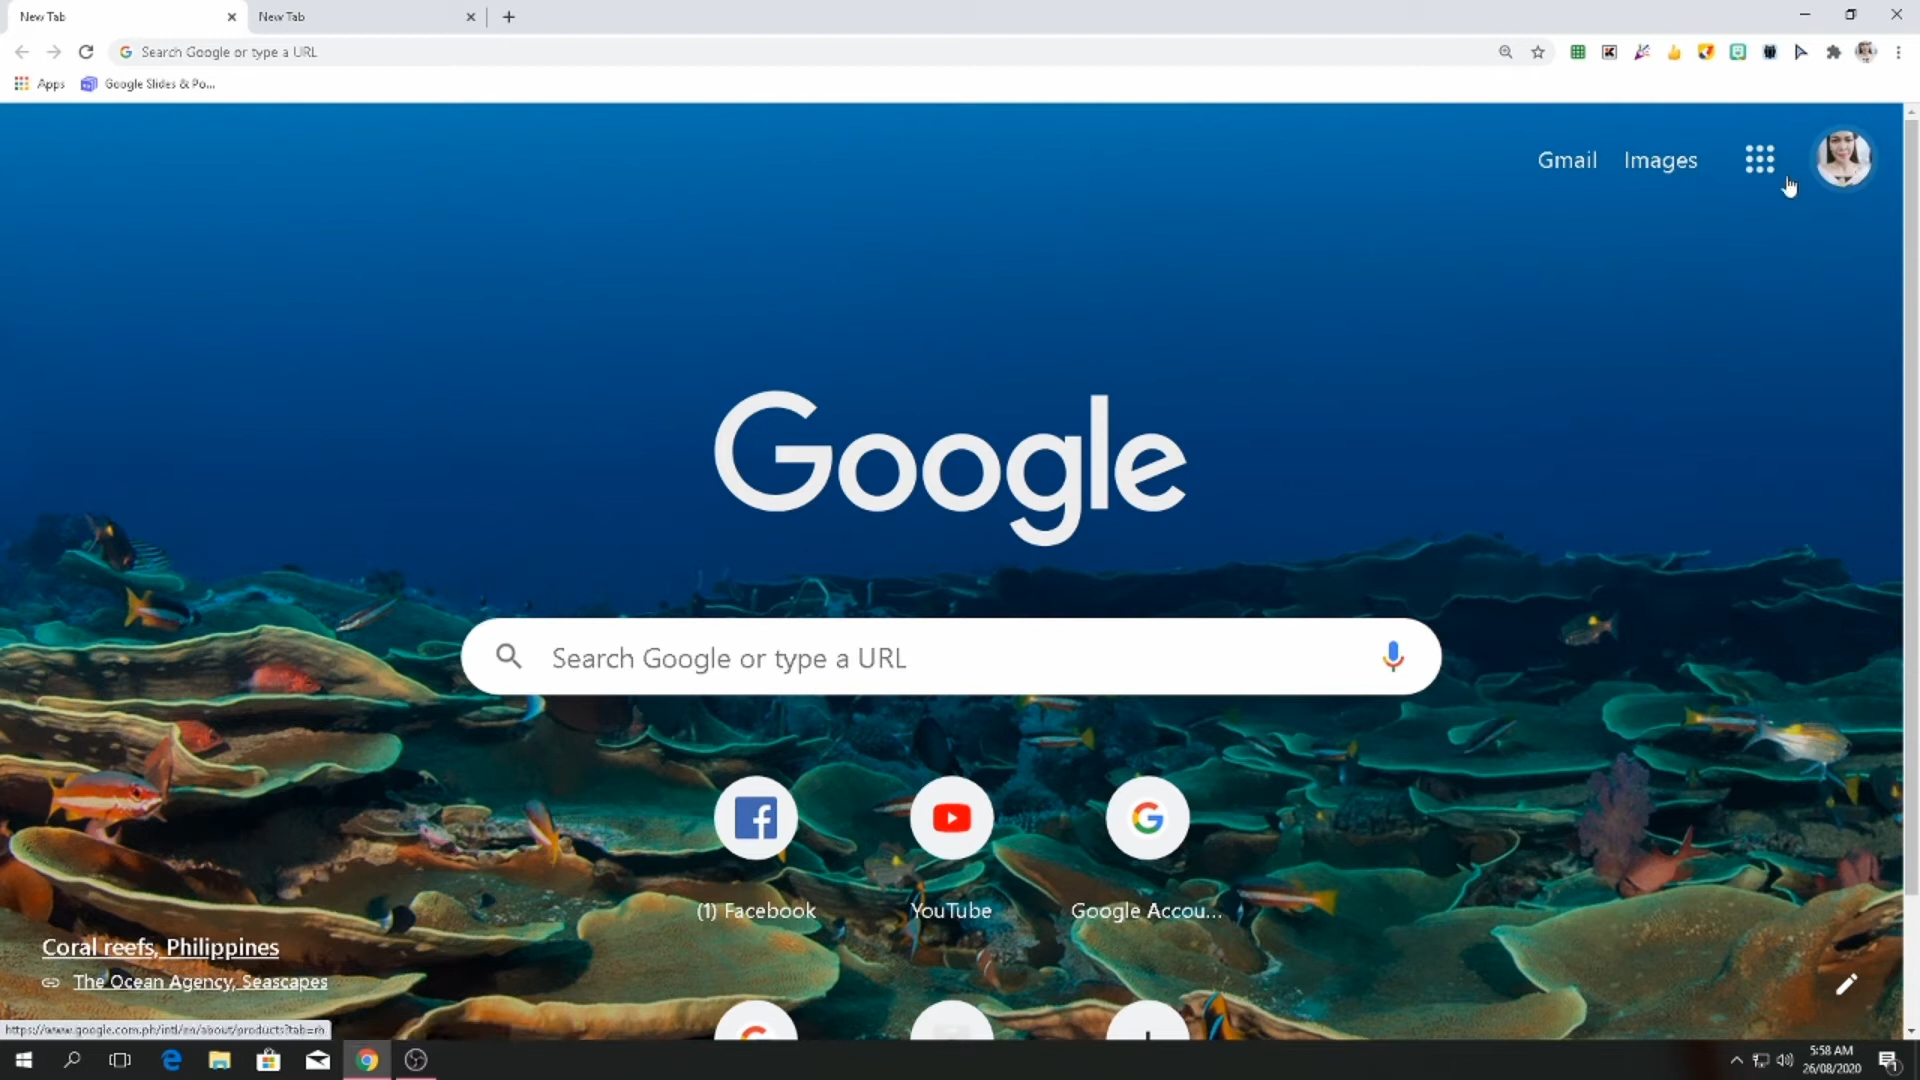 New Tab
New Tab
Search Google or type a URL
Apps
Google Slides & Po...
Gmail
Images
Google
Search Google or type a URL
(1) Facebook
YouTube
Google Accou...
Coral reefs, Philippines
The Ocean Agency, Seascapes
https://www.google.com.ph/intl/en/about/products?tab=rh
5:58 AM
26/08/2020